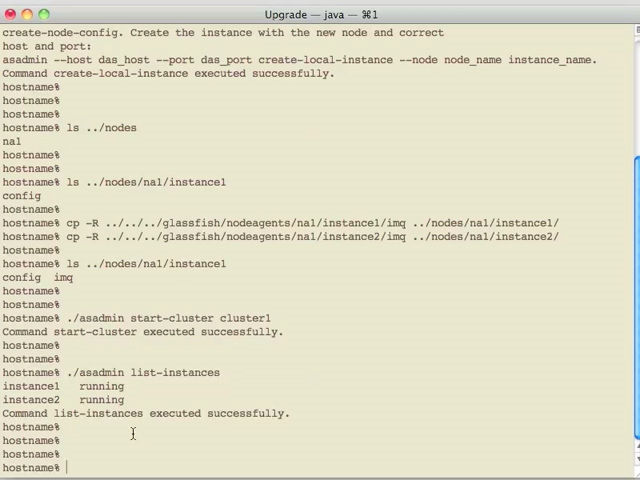 Upgrade — java — ⌘1
create-node-config. Create the instance with the new node and correct
host and port:
asadmin --host das_host --port das_port create-local-instance --node node_name instance_name.
Command create-local-instance executed successfully.
hostname%
hostname%
hostname%
hostname% ls ../nodes
na1
hostname%
hostname%
hostname% ls ../nodes/na1/instance1
config
hostname%
hostname% cp -R ../../../glassfish/nodeagents/na1/instance1/imq ../nodes/na1/instance1/
hostname% cp -R ../../../glassfish/nodeagents/na1/instance2/imq ../nodes/na1/instance2/
hostname%
hostname% ls ../nodes/na1/instance1
config  imq
hostname%
hostname%
hostname% ./asadmin start-cluster cluster1
Command start-cluster executed successfully.
hostname%
hostname%
hostname% ./asadmin list-instances
instance1   running
instance2   running
Command list-instances executed successfully.
hostname%
hostname%
hostname%
hostname%